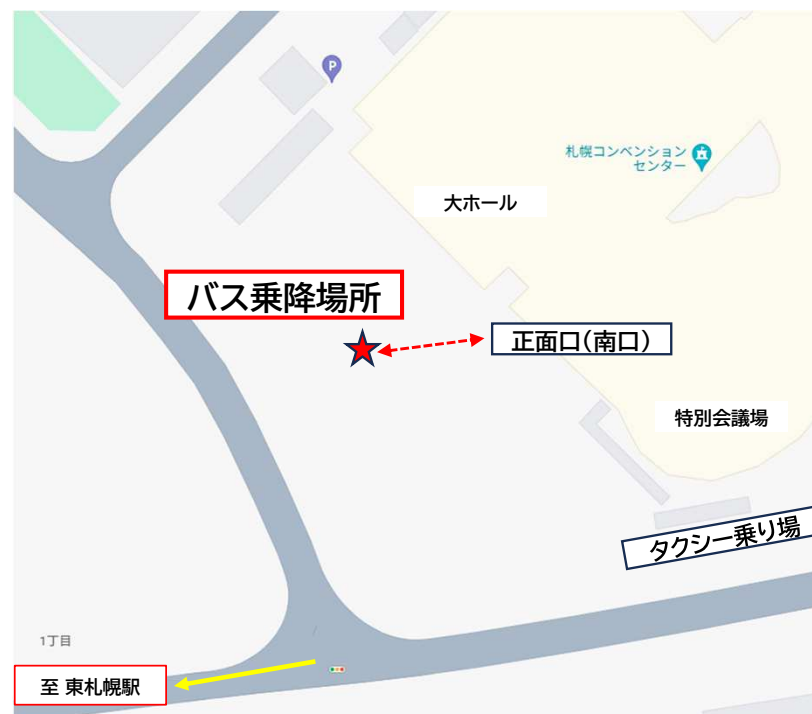 P
札幌コンベンション
センター
大ホール
バス乗降場所
正面口(南口)
特別会議場
タクシー乗り場
1丁目
至 東札幌駅